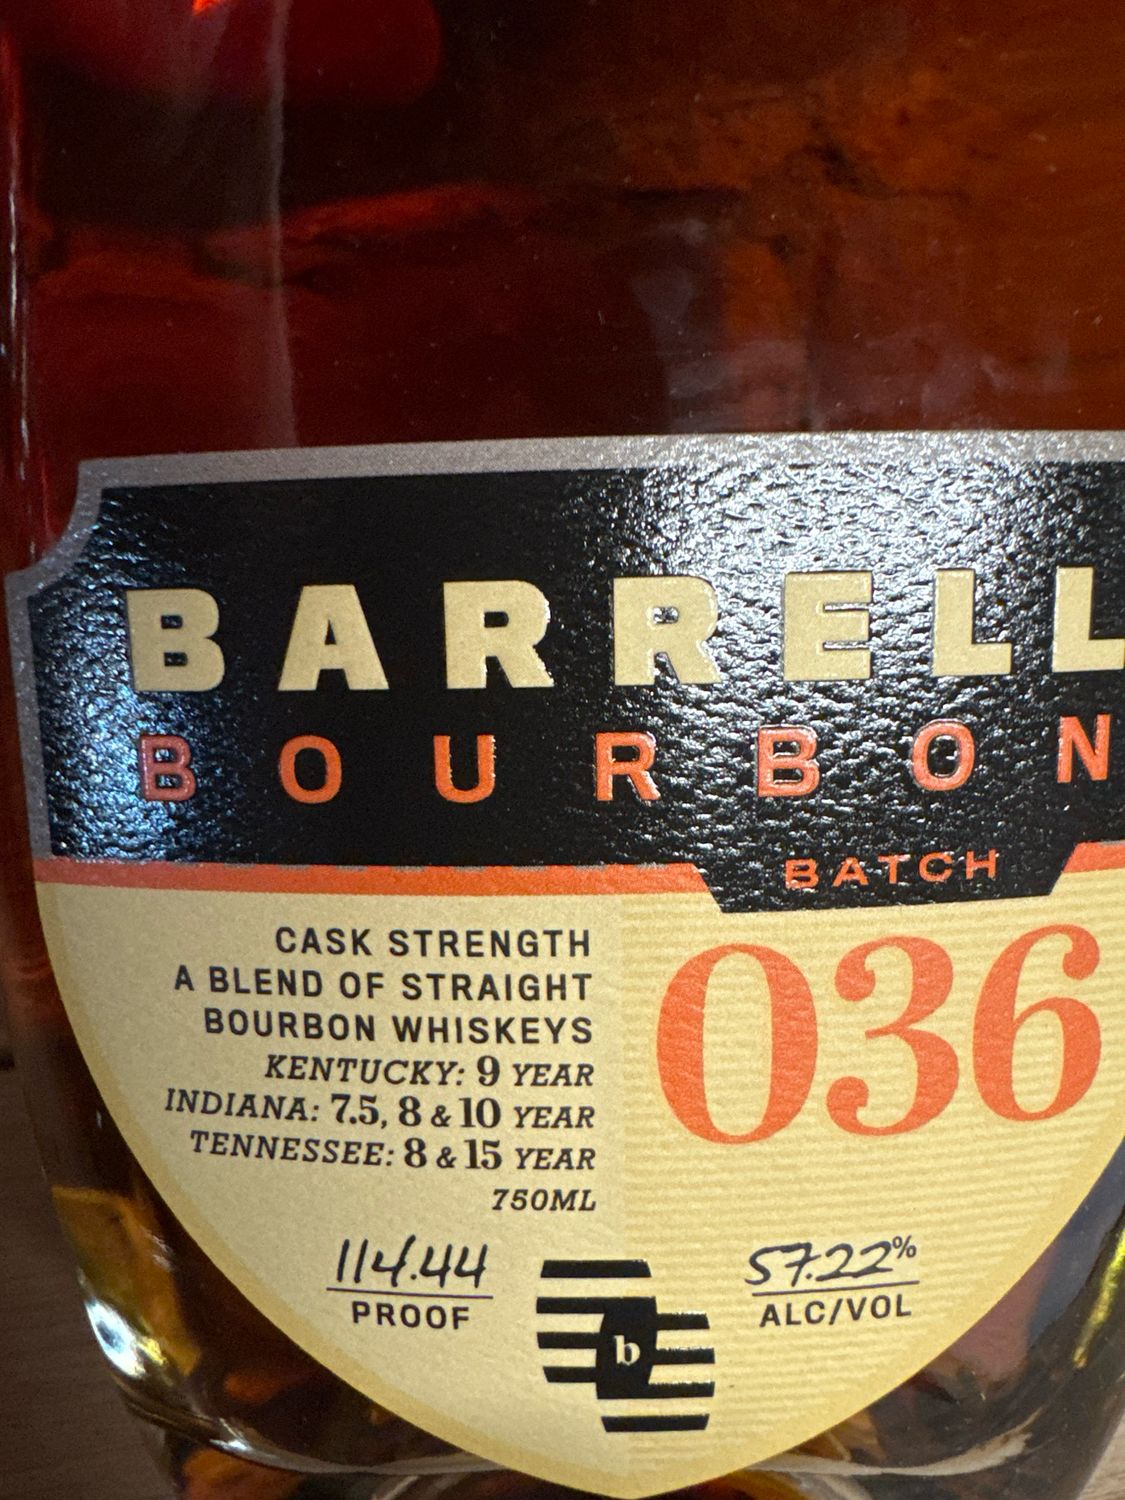 BARRELL
BOURBON
BATCH
036
CASK STRENGTH
A BLEND OF STRAIGHT
BOURBON WHISKEYS
KENTUCKY: 9 YEAR
INDIANA: 7.5, 8 & 10 YEAR
TENNESSEE: 8 & 15 YEAR
750ML
114.44
PROOF
b
57.22%
ALC/VOL